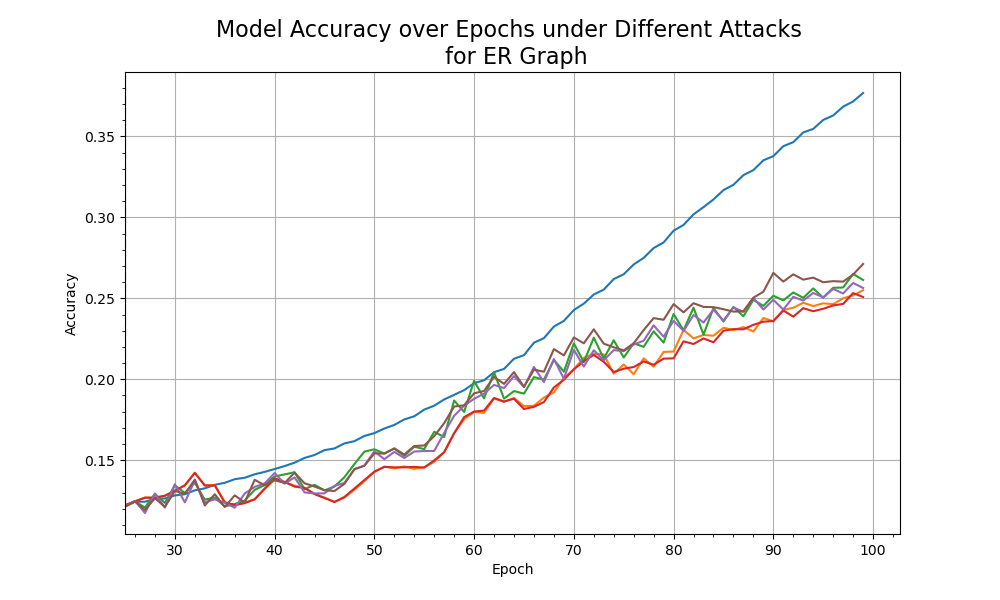 Model Accuracy over Epochs under Different Attacks
for ER Graph
0.35
0.30
0.25
0.20
0.15
Accuracy
30 40 50 60 70 80 90 100
Epoch